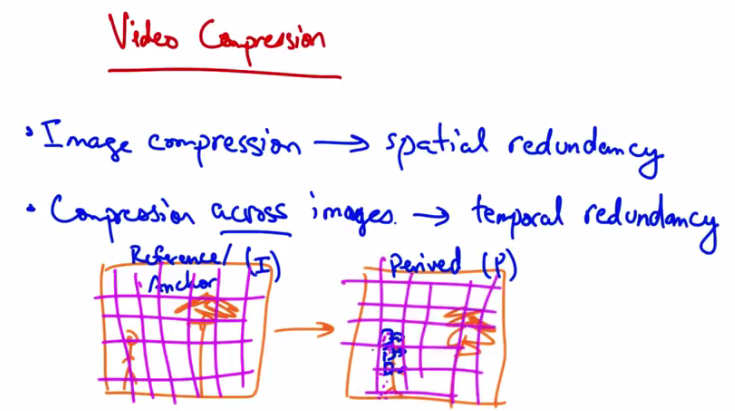 Video Compression
• Image compression → spatial redundancy
• Compression across images. → temporal redundancy
Reference/ (I)
Anchor
Derived (P)